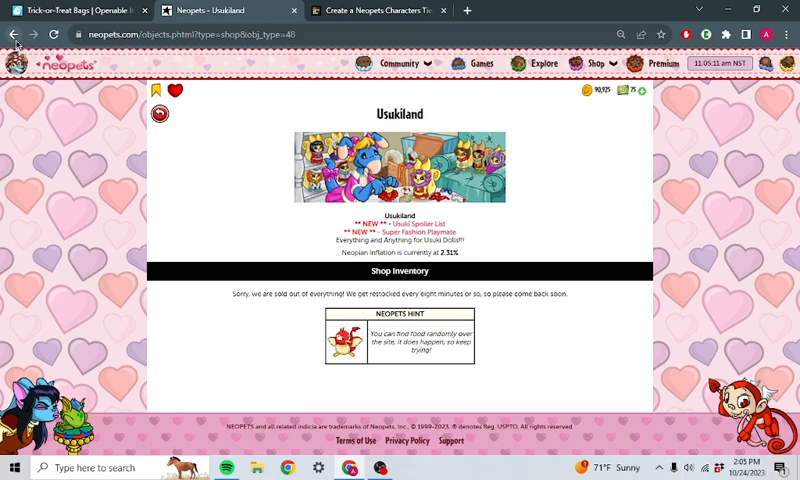 Trick-or-Treat Bags | Openable It
Neopets - Usukiland
Create a Neopets Characters Tie
neopets.com/objects.phtml?type=shop&obj_type=48
A
neopets
Community
Games
Explore
Shop
Premium
11:05:11 am NST
90,925
75
Usukiland
Usukiland
** NEW ** - Usuki Spoiler List
** NEW ** - Super Fashion Playmate
Everything and Anything for Usuki Dolls!!!
Neopian Inflation is currently at 2.31%
Shop Inventory
Sorry, we are sold out of everything! We get restocked every eight minutes or so, so please come back soon.
NEOPETS HINT
You can find food randomly over
the site, it does happen, so keep
trying!
NEOPETS and all related indicia are trademarks of Neopets, Inc., © 1999-2023. ® denotes Reg. USPTO. All rights reserved.
Terms of Use
Privacy Policy
Support
Type here to search
71°F Sunny
2:05 PM
10/24/2023